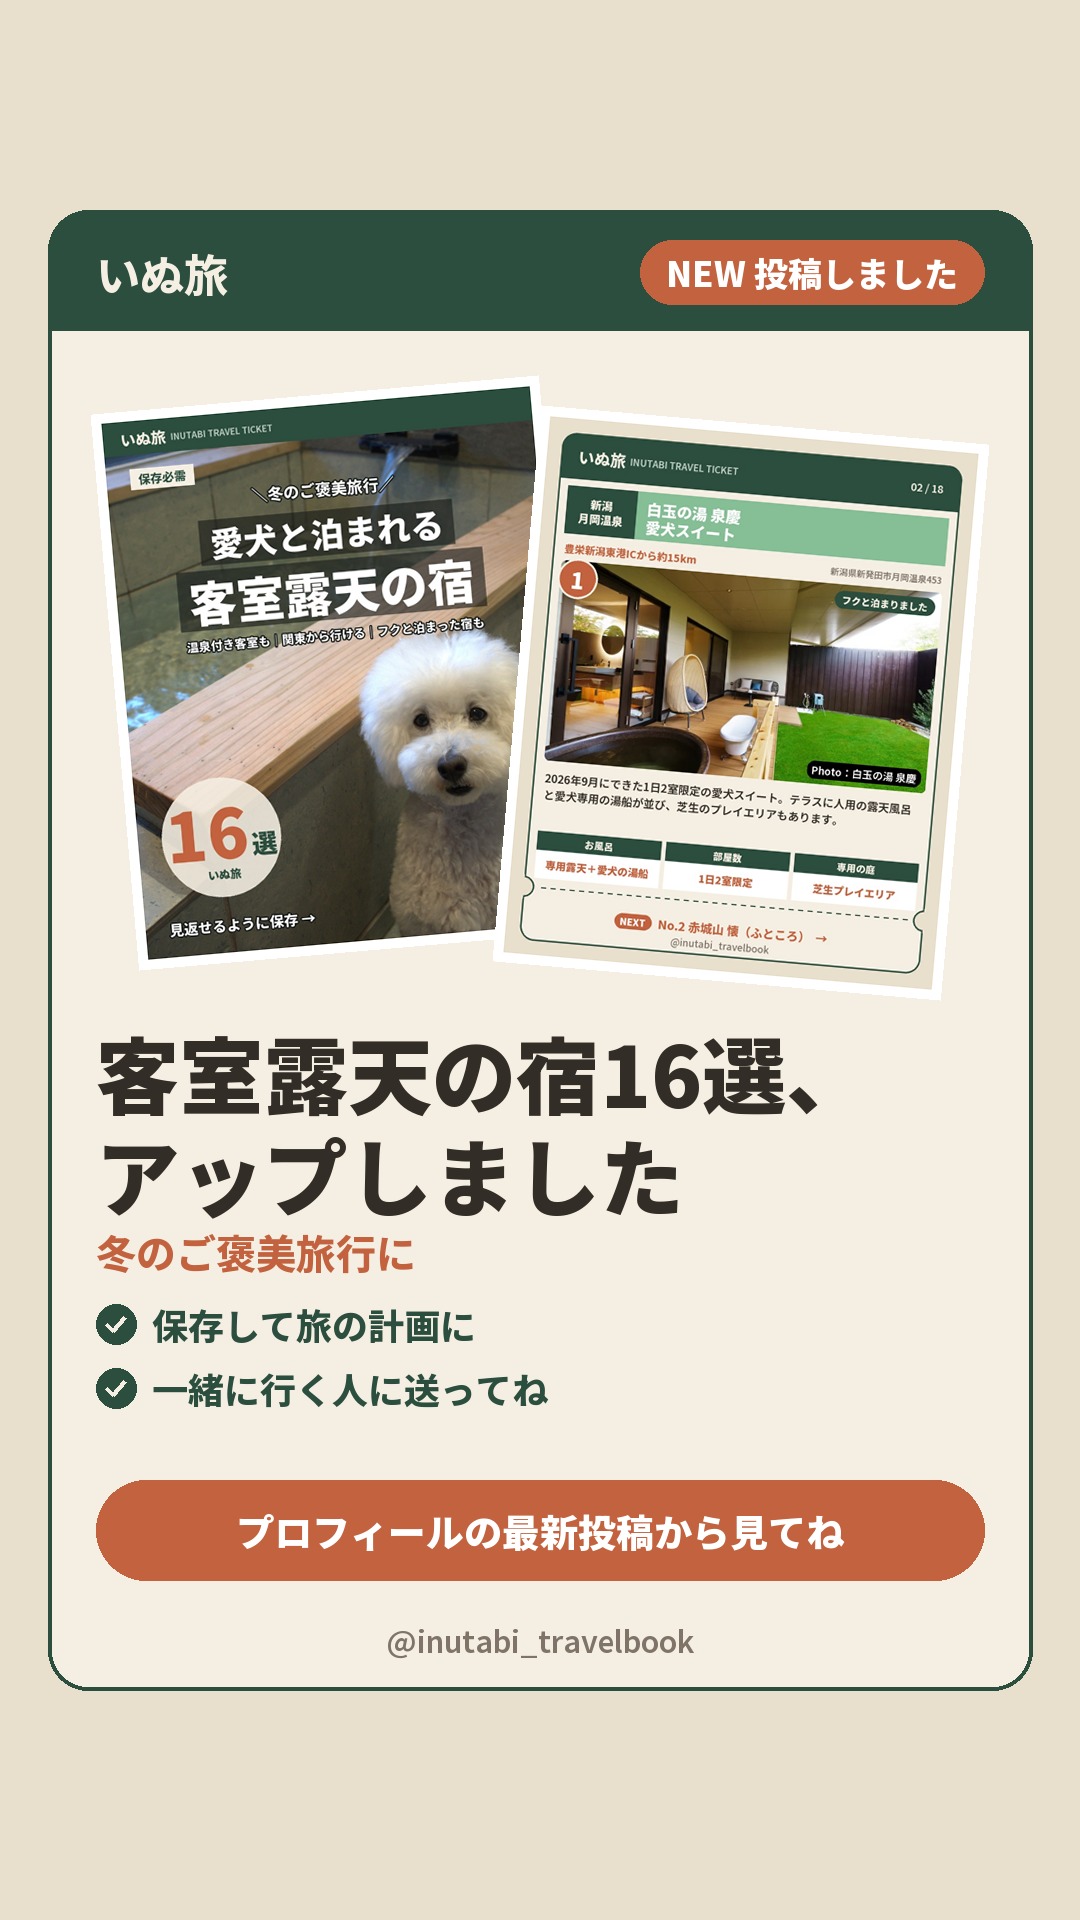 いぬ旅
NEW 投稿しました
いぬ旅 INUTABI TRAVEL TICKET
保存必需
＼冬のご褒美旅行／
愛犬と泊まれる
客室露天の宿
温泉付き客室も｜関東から行ける｜フクと泊まった宿も
16選
いぬ旅
見返せるように保存→
いぬ旅 INUTABI TRAVEL TICKET
02 / 18
新潟
月岡温泉
白玉の湯 泉慶
愛犬スイート
豊栄新潟東港ICから約15km
新潟県新発田市月岡温泉453
1
フクと泊まりました
Photo：白玉の湯 泉慶
2026年9月にできた1日2室限定の愛犬スイート。テラスに人用の露天風呂
と愛犬専用の湯船が並び、芝生のプレイエリアもあります。
お風呂
部屋数
専用の庭
専用露天＋愛犬の湯船
1日2室限定
芝生プレイエリア
NEXT No.2 赤城山 懐（ふところ） →
@inutabi_travelbook
客室露天の宿16選、
アップしました
冬のご褒美旅行に
保存して旅の計画に
一緒に行く人に送ってね
プロフィールの最新投稿から見てね
@inutabi_travelbook